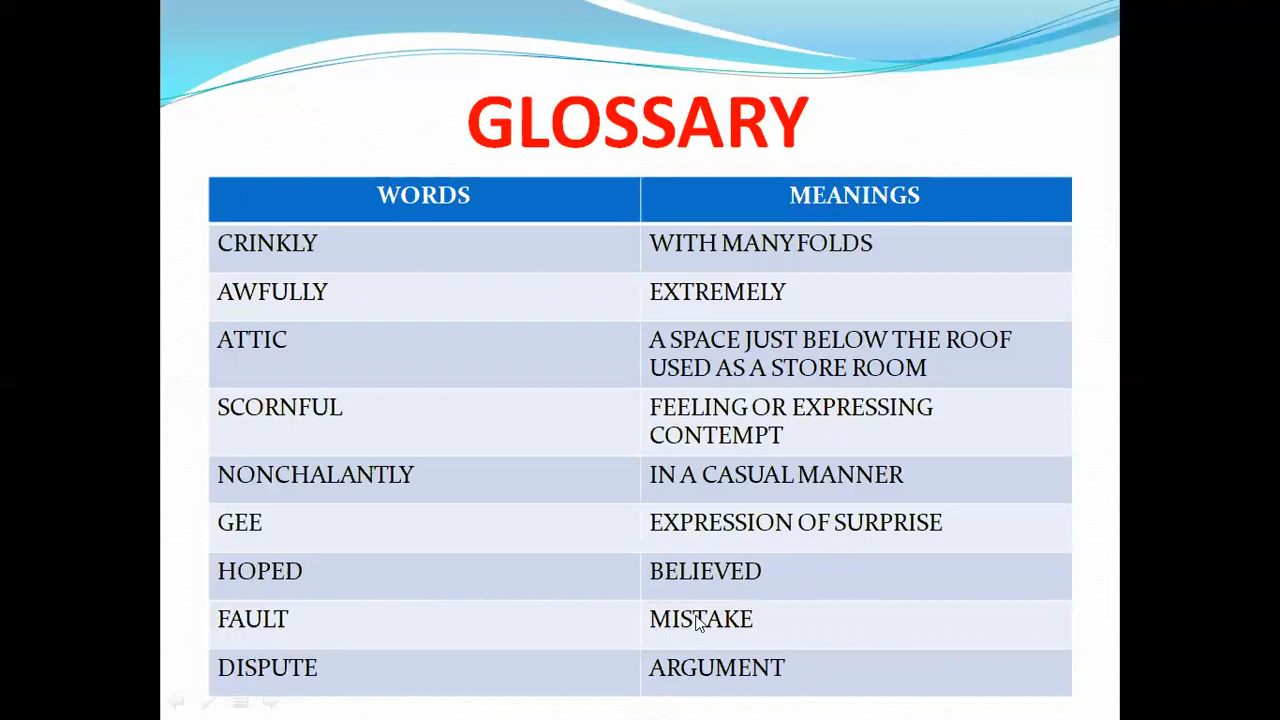 GLOSSARY
WORDS MEANINGS
CRINKLY WITH MANY FOLDS
AWFULLY EXTREMELY
ATTIC A SPACE JUST BELOW THE ROOF
USED AS A STORE ROOM
SCORNFUL FEELING OR EXPRESSING
CONTEMPT
NONCHALANTLY IN A CASUAL MANNER
GEE EXPRESSION OF SURPRISE
HOPED BELIEVED
FAULT MISTAKE
DISPUTE ARGUMENT